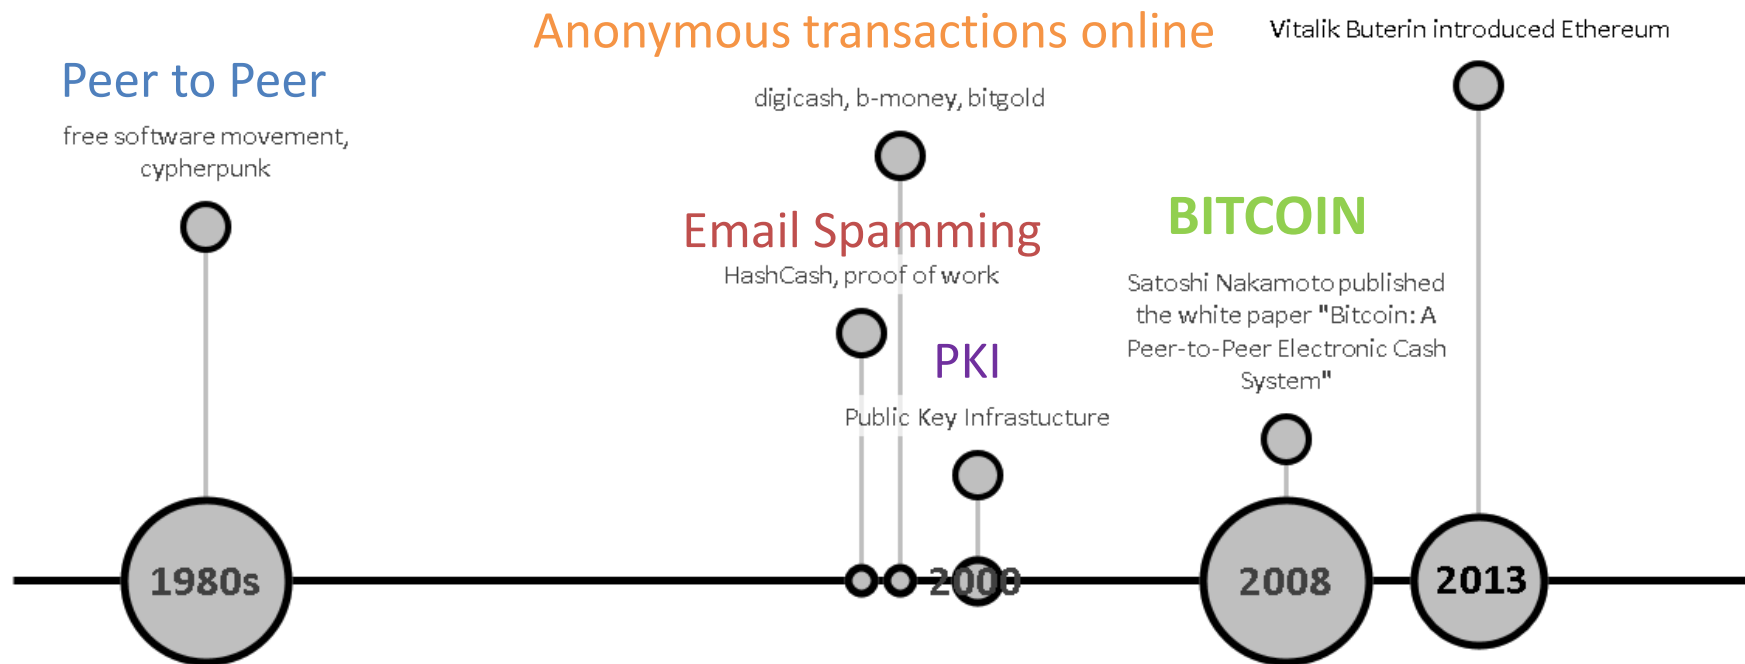 Anonymous transactions online
Vitalik Buterin introduced Ethereum
Peer to Peer
free software movement,
cypherpunk
digicash, b-money, bitgold
Email Spamming
HashCash, proof of work
BITCOIN
Satoshi Nakamoto published
the white paper "Bitcoin: A
Peer-to-Peer Electronic Cash
System"
PKI
Public Key Infrastucture
1980s
2000
2008
2013